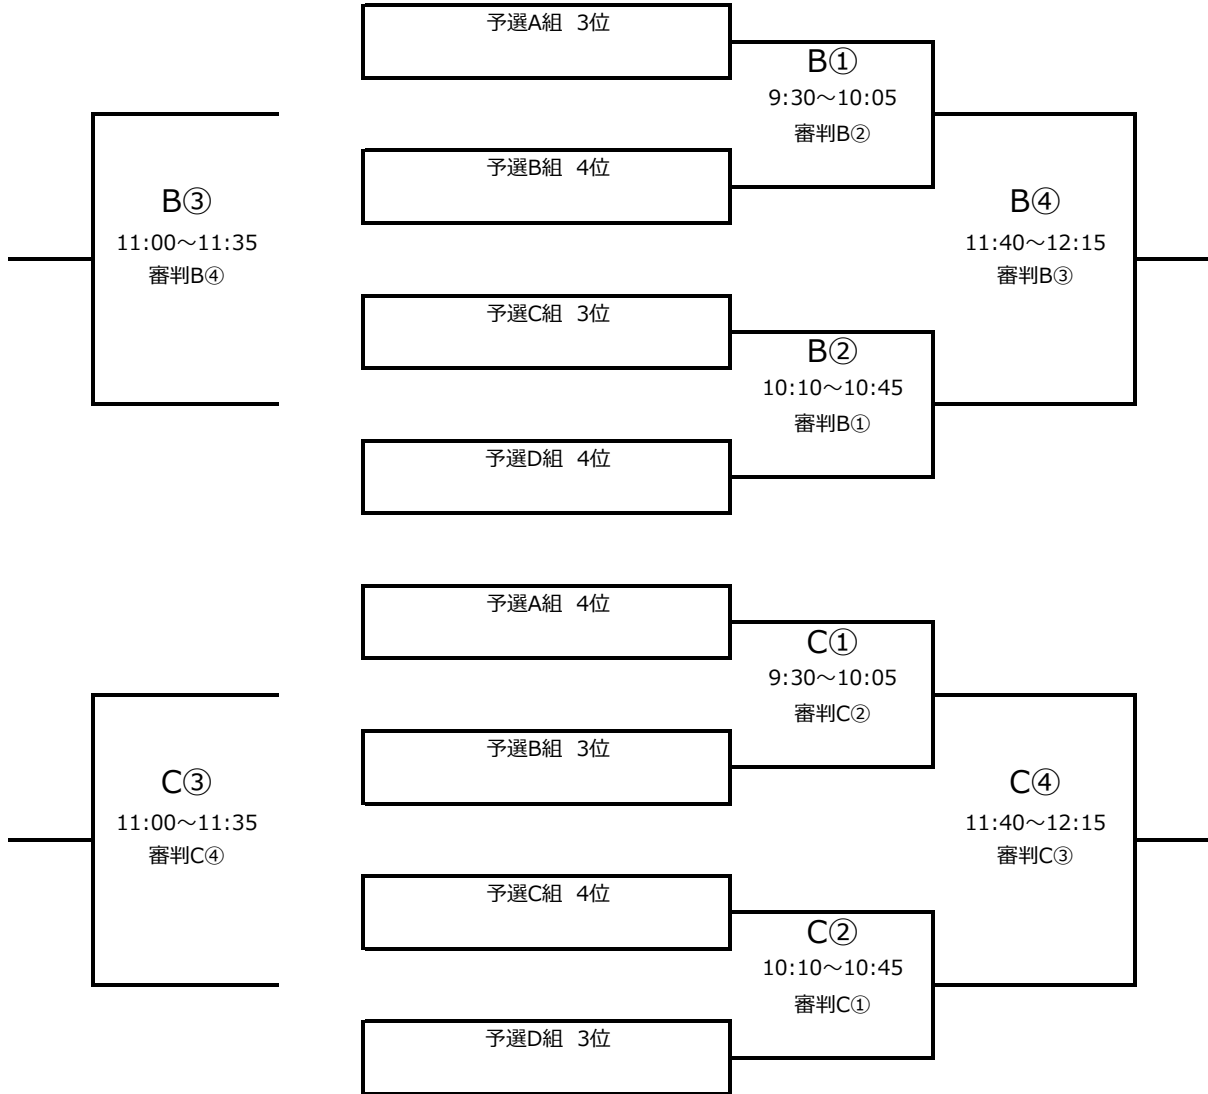 予選A組 3位
B①
9:30～10:05
審判B②
予選B組 4位
B③
11:00～11:35
審判B④
B④
11:40～12:15
審判B③
予選C組 3位
B②
10:10～10:45
審判B①
予選D組 4位
予選A組 4位
C①
9:30～10:05
審判C②
予選B組 3位
C③
11:00～11:35
審判C④
C④
11:40～12:15
審判C③
予選C組 4位
C②
10:10～10:45
審判C①
予選D組 3位